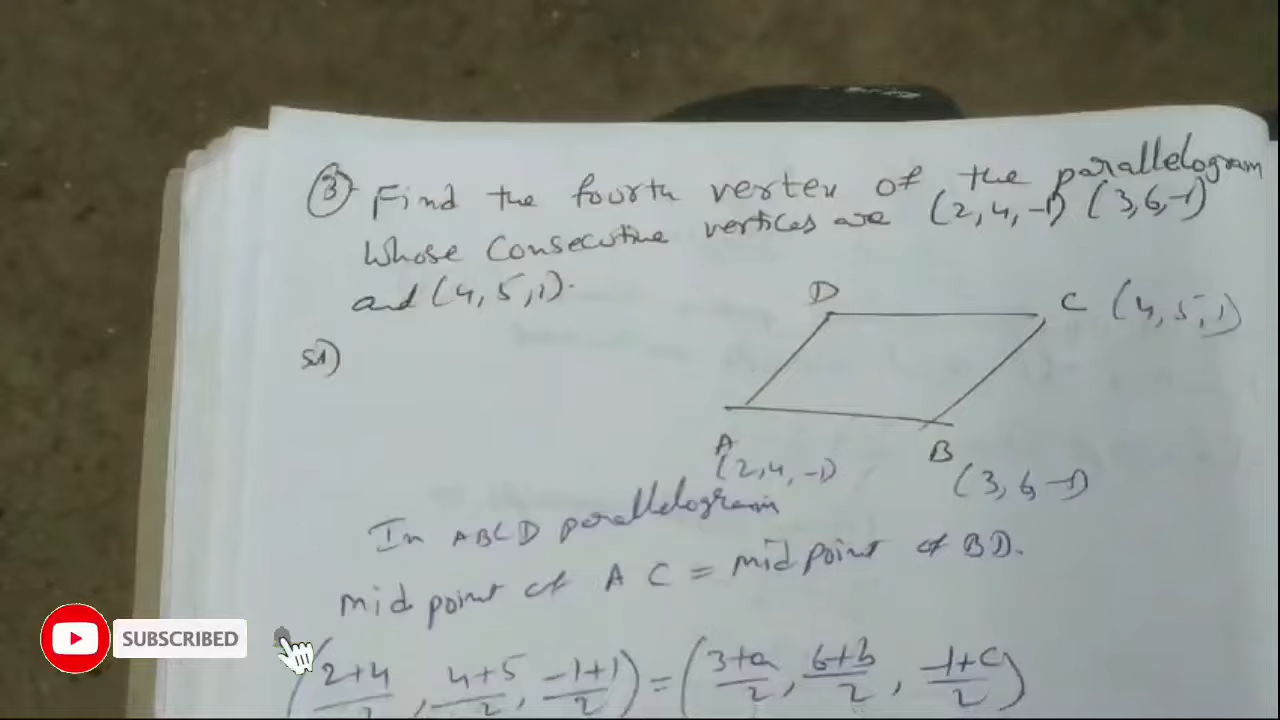 ③ Find the fourth vertex of the parallelogram
whose consecutive vertices are (2, 4, -1) (3, 6, -1)
and (4, 5, 1).
Sol)
D
C (4, 5, 1)
A
(2, 4, -1)
B
(3, 6, -1)
In ABCD parallelogram
mid point of AC = mid point of BD.
(2+4/2, 4+5/2, -1+1/2) = (3+a/2, 6+b/2, -1+c/2)
SUBSCRIBED